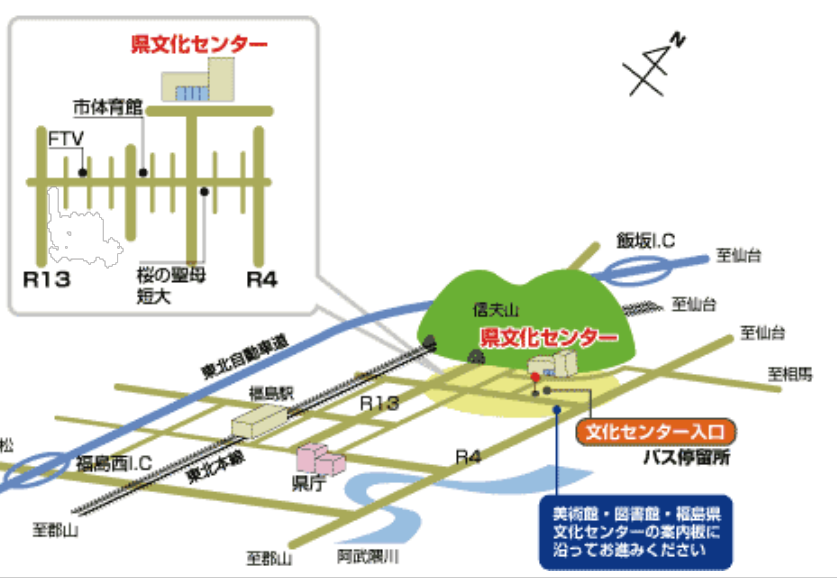 県文化センター
市体育館
FTV
R13
桜の聖母
短大
R4
N
飯坂I.C
至仙台
至仙台
信夫山
県文化センター
至仙台
東北自動車道
至相馬
福島駅
R13
文化センター入口
バス停留所
松
福島西I.C
東北本線
県庁
R4
美術館・図書館・福島県
文化センターの案内板に
沿ってお進みください
至郡山
至郡山
阿武隈川